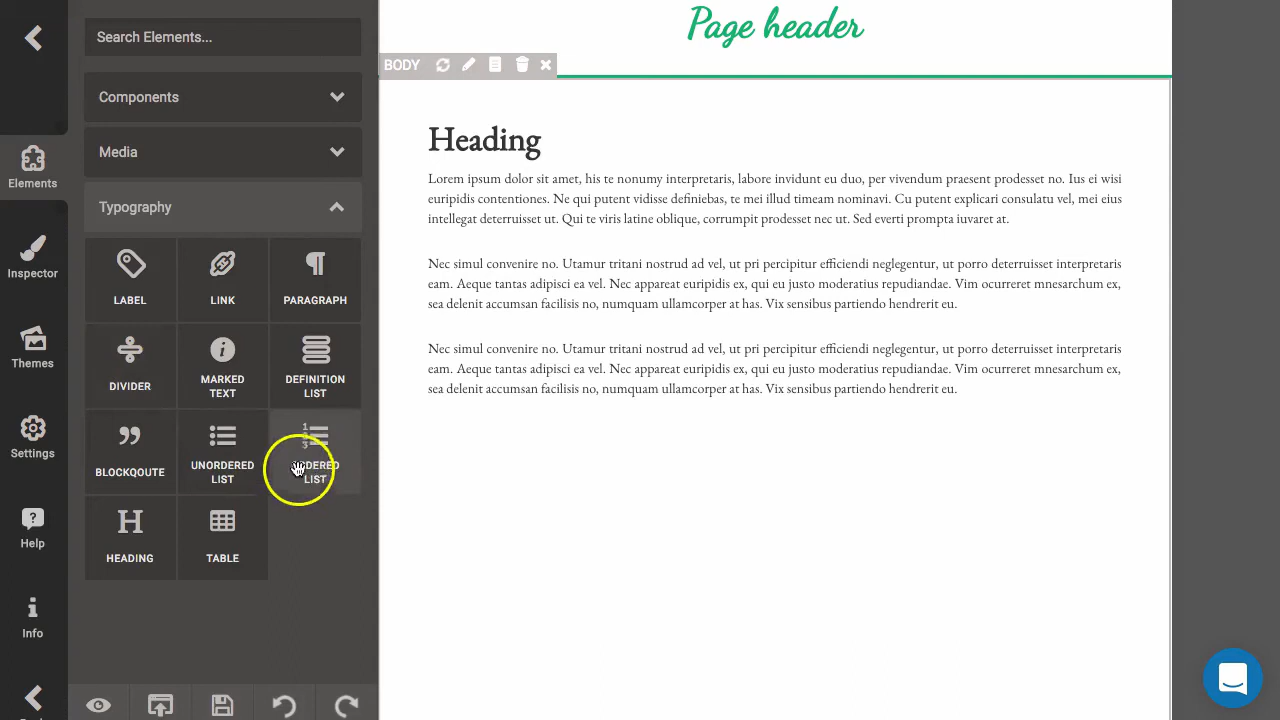 Search Elements...
Components
Media
Typography
LABEL
LINK
PARAGRAPH
DIVIDER
MARKED
TEXT
DEFINITION
LIST
BLOCKQOUTE
UNORDERED
LIST
LIST
HEADING
TABLE
Elements
Inspector
Themes
Settings
Help
Info
Page header
BODY
Heading
Lorem ipsum dolor sit amet, his te nonumy interpretaris, labore invidunt eu duo, per vivendum praesent prodesset no. Ius ei wisi
euripidis contentiones. Ne qui putent vidisse definiebas, te mei illud timeam nominavi. Cu putent explicari consulatu vel, mei eius
intellegat deterruisset ut. Qui te viris latine oblique, corrumpit prodesset nec ut. Sed everti prompta iuvaret at.
Nec simul convenire no. Utamur tritani nostrud ad vel, ut pri percipitur efficiendi neglegentur, ut porro deterruisset interpretaris
eam. Aeque tantas adipisci ea vel. Nec appareat euripidis ex, qui eu justo moderatius repudiandae. Vim ocurreret mnesarchum ex,
sea delenit accumsan facilisis no, numquam ullamcorper at has. Vix sensibus partiendo hendrerit eu.
Nec simul convenire no. Utamur tritani nostrud ad vel, ut pri percipitur efficiendi neglegentur, ut porro deterruisset interpretaris
eam. Aeque tantas adipisci ea vel. Nec appareat euripidis ex, qui eu justo moderatius repudiandae. Vim ocurreret mnesarchum ex,
sea delenit accumsan facilisis no, numquam ullamcorper at has. Vix sensibus partiendo hendrerit eu.